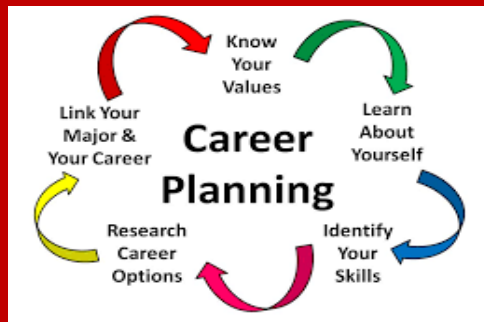 Career
Planning
Know
Your
Values
Learn
About
Yourself
Identify
Your
Skills
Research
Career
Options
Link Your
Major &
Your Career